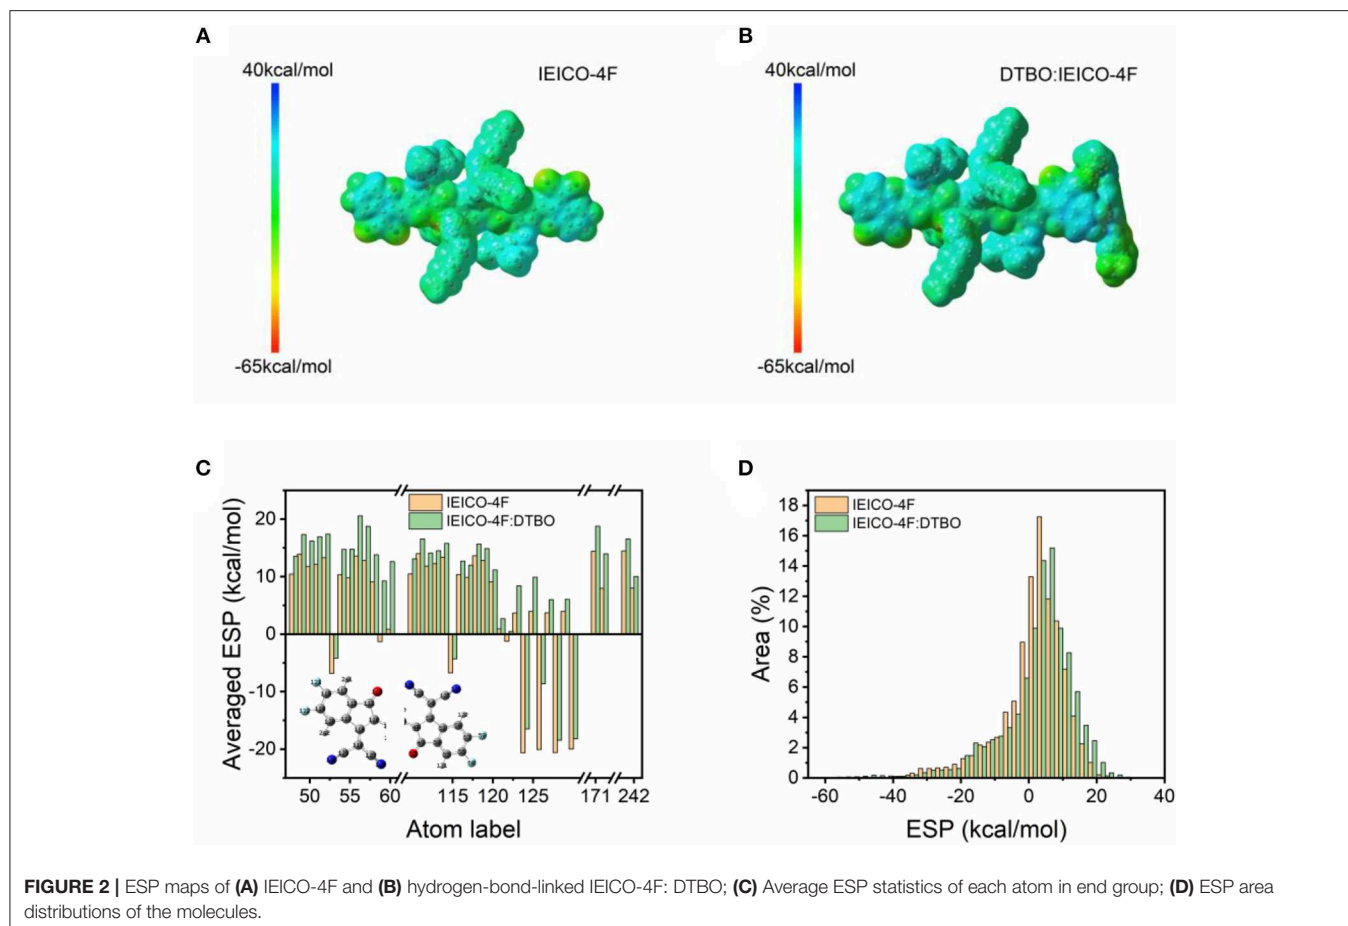 A
B
40kcal/mol
IEICO-4F
40kcal/mol
DTBO:IEICO-4F
-65kcal/mol
-65kcal/mol
C
D
IEICO-4F
IEICO-4F:DTBO
20
10
0
-10
-20
Averaged ESP (kcal/mol)
50 55 60 115 120 125 171 242
Atom label
IEICO-4F
IEICO-4F:DTBO
18
16
14
12
10
8
6
4
2
0
Area (%)
-60 -40 -20 0 20 40
ESP (kcal/mol)
FIGURE 2 | ESP maps of (A) IEICO-4F and (B) hydrogen-bond-linked IEICO-4F: DTBO; (C) Average ESP statistics of each atom in end group; (D) ESP area
distributions of the molecules.